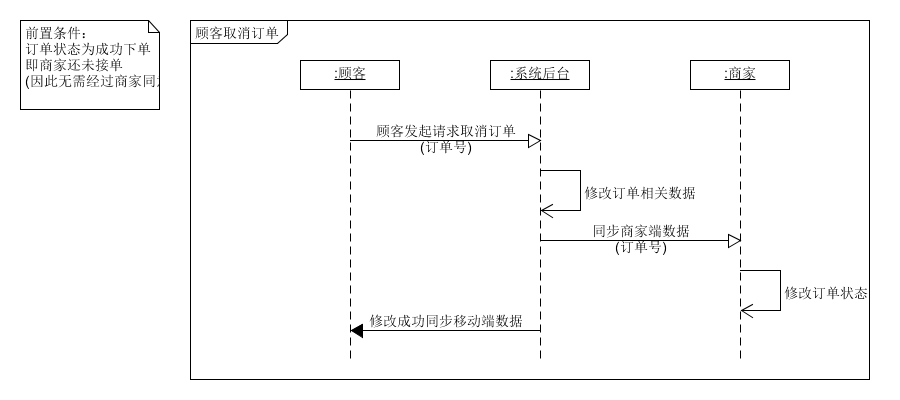 前置条件:
订单状态为成功下单
即商家还未接单
(因此无需经过商家同
顾客取消订单
:顾客
:系统后台
:商家
顾客发起请求取消订单
(订单号)
修改订单相关数据
同步商家端数据
(订单号)
修改订单状态
修改成功同步移动端数据